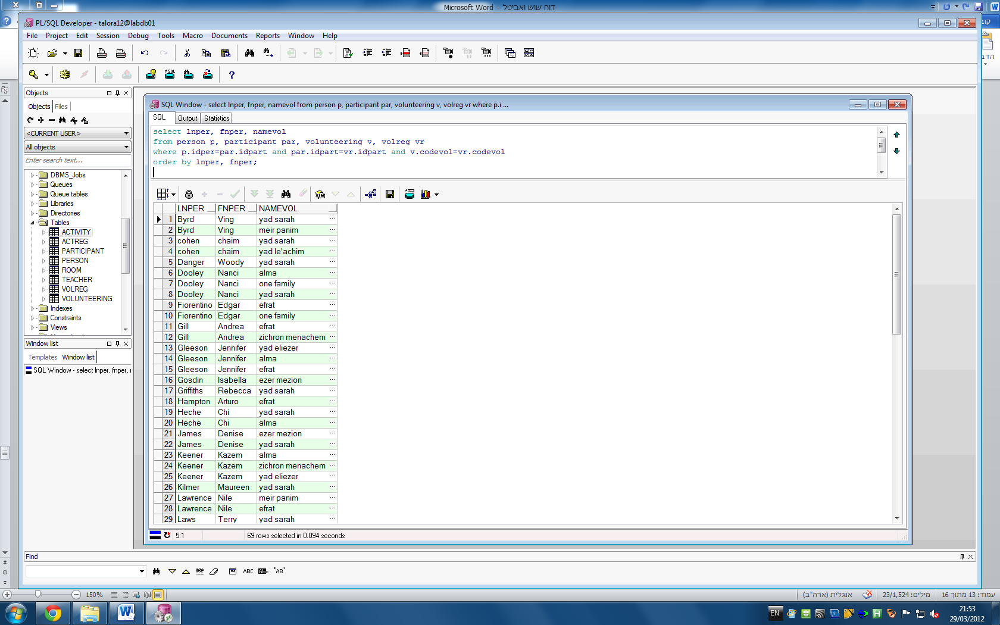 Microsoft Word - דוח שוש ואביטל
PL/SQL Developer - talora12@labdb01
File Project Edit Session Debug Tools Macro Documents Reports Window Help
Objects
Objects Files
<CURRENT USER>
All objects
Enter search text...
DBMS_Jobs
Queues
Queue tables
Libraries
Directories
Tables
ACTIVITY
ACTREG
PARTICIPANT
PERSON
ROOM
TEACHER
VOLREG
VOLUNTEERING
Indexes
Constraints
Views
Window list
Templates Window list
SQL Window - select lnper, fnper,
SQL Window - select lnper, fnper, namevol from person p, participant par, volunteering v, volreg vr where p.i ...
SQL Output Statistics
select lnper, fnper, namevol
from person p, participant par, volunteering v, volreg vr
where p.idper=par.idpart and par.idpart=vr.idpart and v.codevol=vr.codevol
order by lnper, fnper;
LNPER FNPER NAMEVOL
1 Byrd Ving yad sarah ...
2 Byrd Ving meir panim ...
3 cohen chaim yad sarah ...
4 cohen chaim yad le'achim ...
5 Danger Woody yad sarah ...
6 Dooley Nanci alma ...
7 Dooley Nanci one family ...
8 Dooley Nanci yad sarah ...
9 Fiorentino Edgar efrat ...
10 Fiorentino Edgar one family ...
11 Gill Andrea efrat ...
12 Gill Andrea zichron menachem ...
13 Gleeson Jennifer yad eliezer ...
14 Gleeson Jennifer alma ...
15 Gleeson Jennifer efrat ...
16 Gosdin Isabella ezer mezion ...
17 Griffiths Rebecca yad sarah ...
18 Hampton Arturo efrat ...
19 Heche Chi yad sarah ...
20 Heche Chi alma ...
21 James Denise ezer mezion ...
22 James Denise yad sarah ...
23 Keener Kazem alma ...
24 Keener Kazem zichron menachem ...
25 Keener Kazem yad eliezer ...
26 Kilmer Maureen yad sarah ...
27 Lawrence Nile meir panim ...
28 Lawrence Nile efrat ...
29 Laws Terry yad sarah ...
5:1 69 rows selected in 0.094 seconds
Find
ABC "AB"
150%
אנגלית (ארה"ב)
מילים: 23/1,524
עמוד: 13 מתוך 16
EN
21:53
29/03/2012